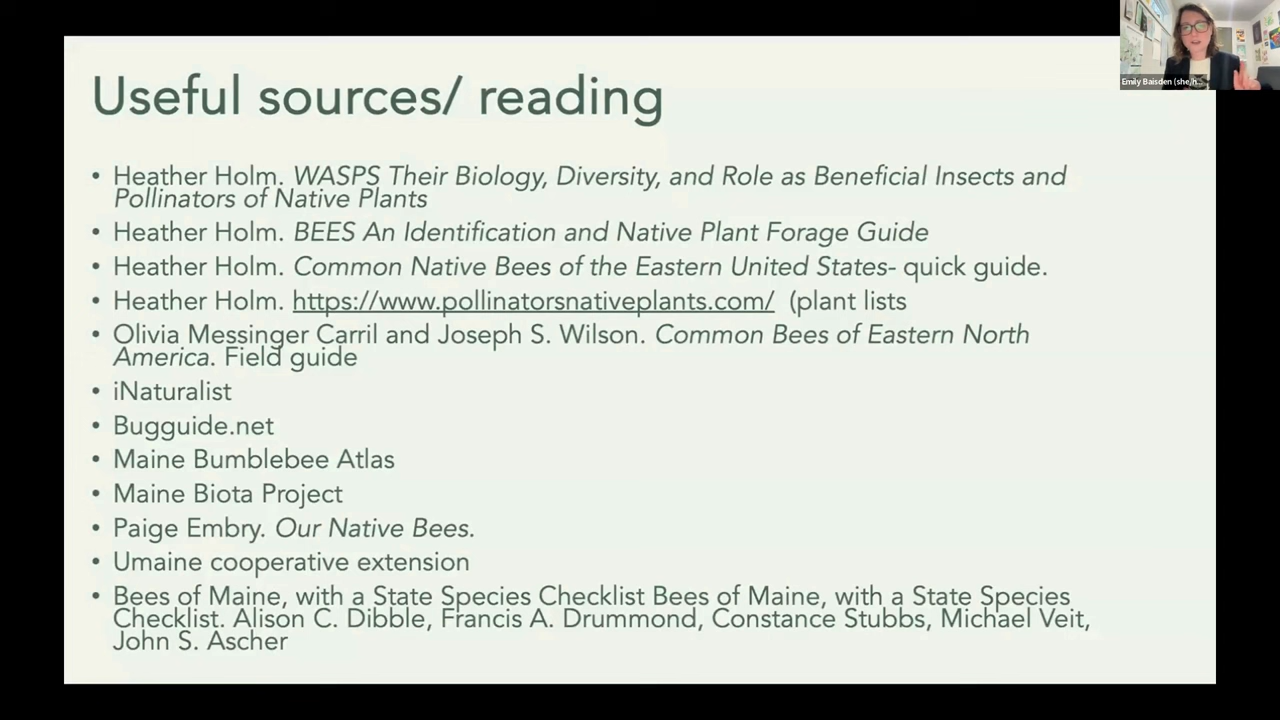 Emily Baisden (she/h...
Useful sources/ reading
• Heather Holm. WASPS Their Biology, Diversity, and Role as Beneficial Insects and
Pollinators of Native Plants
• Heather Holm. BEES An Identification and Native Plant Forage Guide
• Heather Holm. Common Native Bees of the Eastern United States- quick guide.
• Heather Holm. https://www.pollinatorsnativeplants.com/ (plant lists
• Olivia Messinger Carril and Joseph S. Wilson. Common Bees of Eastern North
America. Field guide
• iNaturalist
• Bugguide.net
• Maine Bumblebee Atlas
• Maine Biota Project
• Paige Embry. Our Native Bees.
• Umaine cooperative extension
• Bees of Maine, with a State Species Checklist Bees of Maine, with a State Species
Checklist. Alison C. Dibble, Francis A. Drummond, Constance Stubbs, Michael Veit,
John S. Ascher